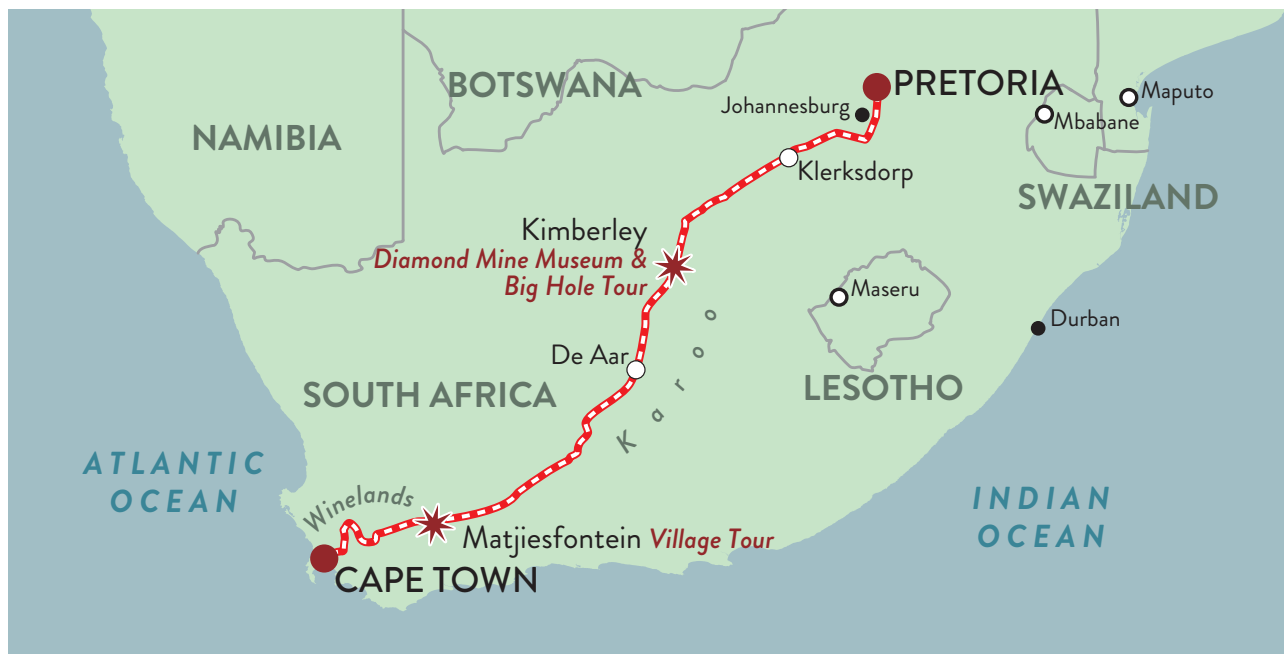 PRETORIA
BOTSWANA
Johannesburg
Maputo
Mbabane
NAMIBIA
Klerksdorp
SWAZILAND
Kimberley
Diamond Mine Museum &
Big Hole Tour
Maseru
Durban
De Aar
Karoo
SOUTH AFRICA
LESOTHO
ATLANTIC
OCEAN
Winelands
INDIAN
OCEAN
Matjiesfontein Village Tour
CAPE TOWN